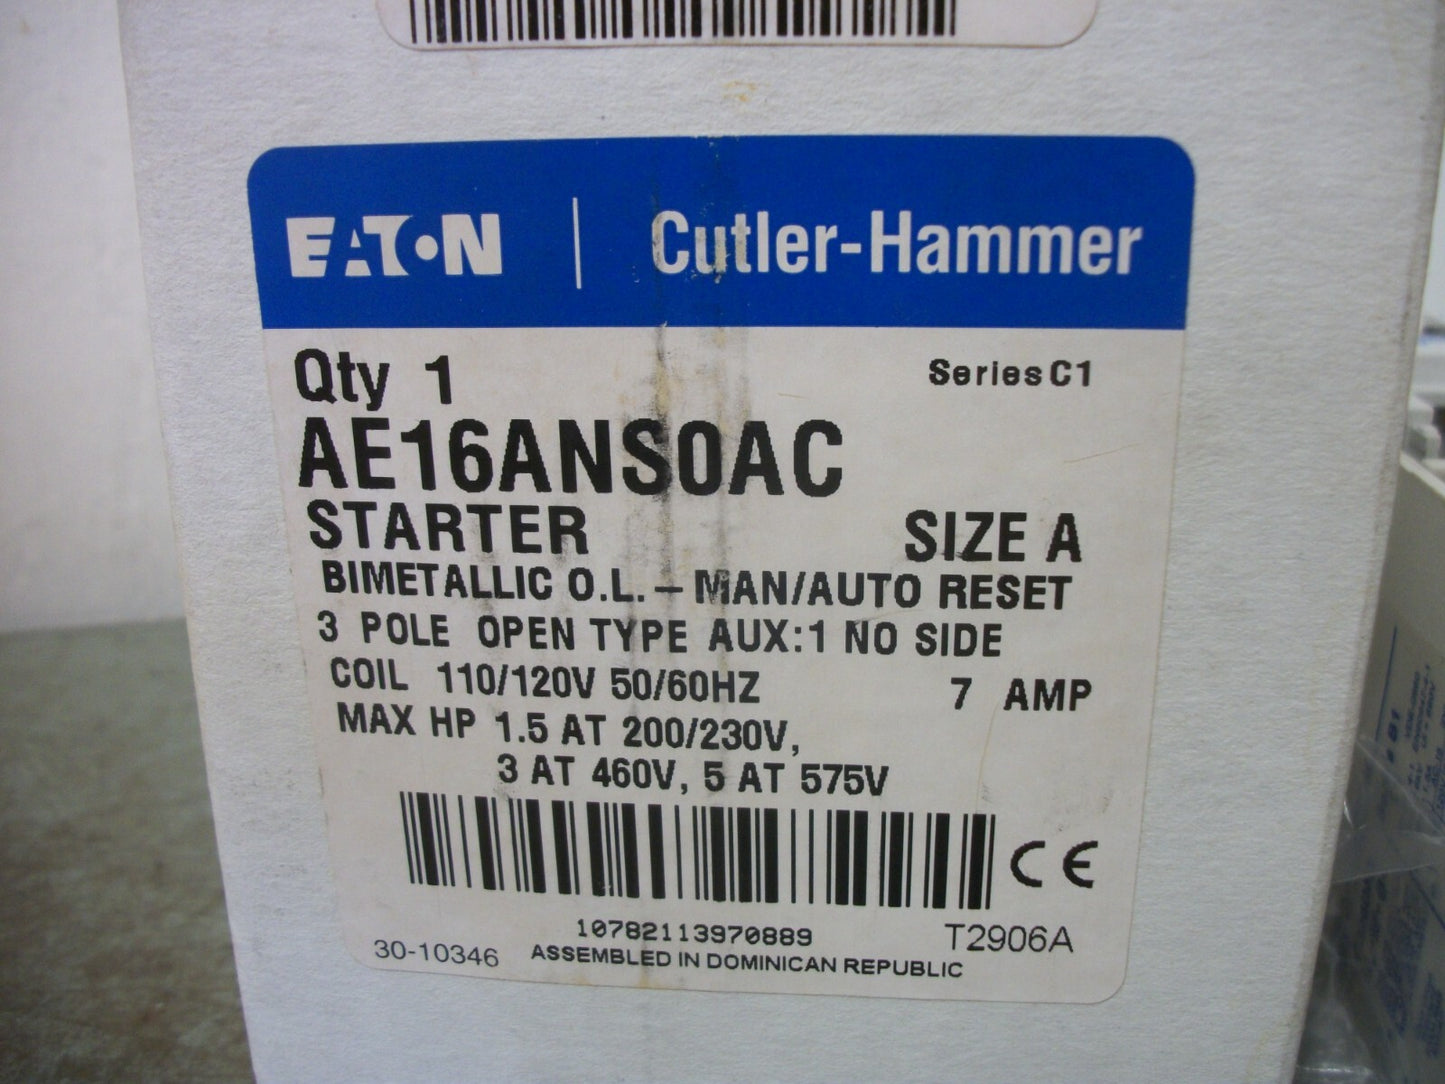 EATON | Cutler-Hammer
Qty 1 Series C1
AE16ANS0AC
STARTER SIZE A
BIMETALLIC O.L. - MAN/AUTO RESET
3 POLE OPEN TYPE AUX:1 NO SIDE
COIL 110/120V 50/60HZ 7 AMP
MAX HP 1.5 AT 200/230V,
3 AT 460V, 5 AT 575V
CE
10782113970889
T2906A
30-10346 ASSEMBLED IN DOMINICAN REPUBLIC